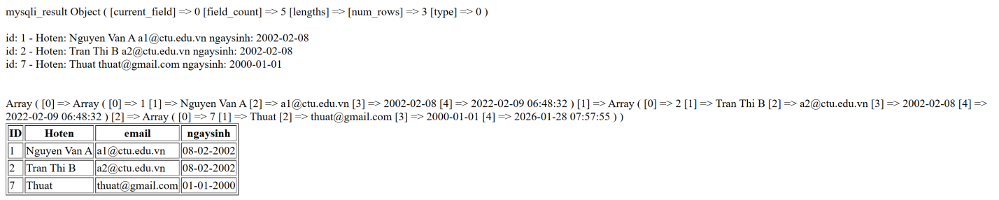 mysqli_result Object ( [current_field] => 0 [field_count] => 5 [lengths] => [num_rows] => 3 [type] => 0 )
id: 1 - Hoten: Nguyen Van A a1@ctu.edu.vn ngaysinh: 2002-02-08
id: 2 - Hoten: Tran Thi B a2@ctu.edu.vn ngaysinh: 2002-02-08
id: 7 - Hoten: Thuat thuat@gmail.com ngaysinh: 2000-01-01
Array ( [0] => Array ( [0] => 1 [1] => Nguyen Van A [2] => a1@ctu.edu.vn [3] => 2002-02-08 [4] => 2022-02-09 06:48:32 ) [1] => Array ( [0] => 2 [1] => Tran Thi B [2] => a2@ctu.edu.vn [3] => 2002-02-08 [4] =>
2022-02-09 06:48:32 ) [2] => Array ( [0] => 7 [1] => Thuat [2] => thuat@gmail.com [3] => 2000-01-01 [4] => 2026-01-28 07:57:55 ) )
ID Hoten email ngaysinh
1 Nguyen Van A a1@ctu.edu.vn 08-02-2002
2 Tran Thi B a2@ctu.edu.vn 08-02-2002
7 Thuat thuat@gmail.com 01-01-2000